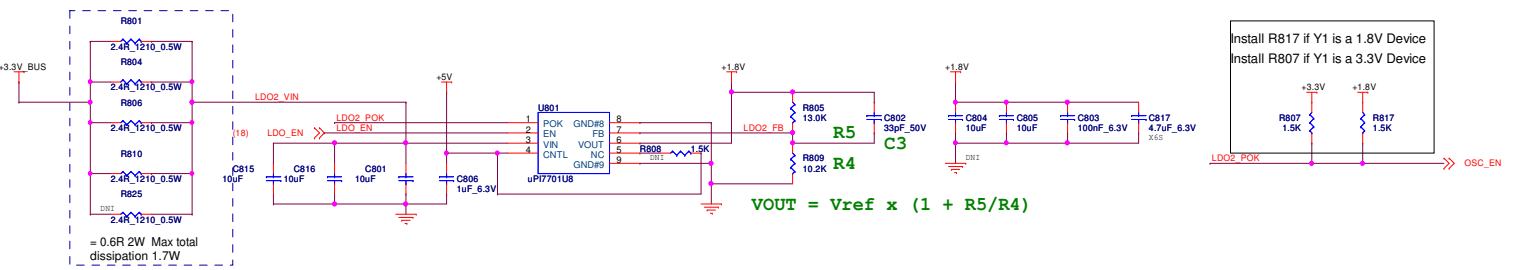 +3.3V_BUS
R801
2.4R_1210_0.5W
R804
2.4R_1210_0.5W
R806
2.4R_1210_0.5W
R810
2.4R_1210_0.5W
R825
DNI
2.4R_1210_0.5W
= 0.6R 2W  Max total
dissipation 1.7W
LDO2_VIN
(18)
LDO_EN
LDO2_POK
LDO_EN
C815
10uF
C816
10uF
C801
10uF
+5V
C806
1uF_6.3V
U801
1 POK GND#8 8
2 EN FB 7
3 VIN VOUT 6
4 CNTL NC 5
GND#9 9
uPI7701U8
R808
DNI
1.5K
LDO2_FB
+1.8V
R805
13.0K
R5
R809
10.2K
R4
C802
33pF_50V
C3
VOUT = Vref x (1 + R5/R4)
+1.8V
C804
10uF
DNI
C805
10uF
C803
100nF_6.3V
C817
4.7uF_6.3V
X6S
Install R817 if Y1 is a 1.8V Device
Install R807 if Y1 is a 3.3V Device
+3.3V
+1.8V
R807
1.5K
R817
1.5K
LDO2_POK
OSC_EN